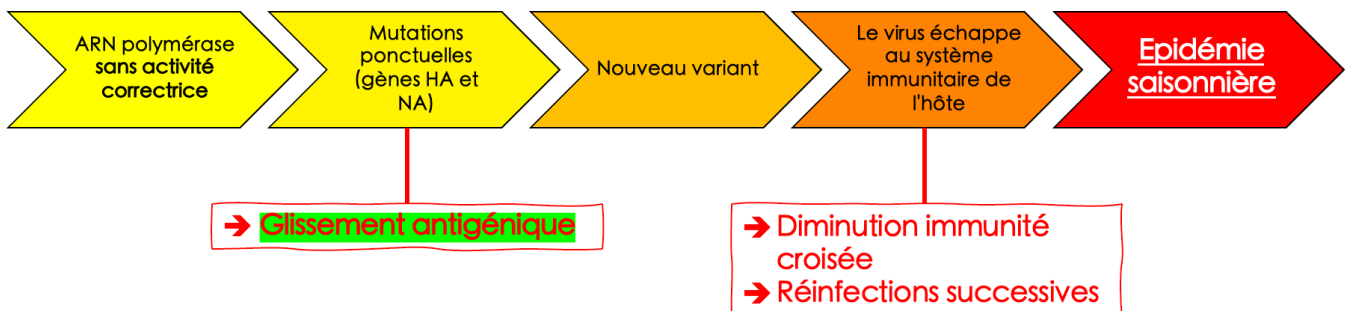 ARN polymérase
sans activité
correctrice
Mutations
ponctuelles
(gènes HA et
NA)
Nouveau variant
Le virus échappe
au système
immunitaire de
l'hôte
Epidémie
saisonnière
➔ Glissement antigénique
➔ Diminution immunité
croisée
➔ Réinfections successives